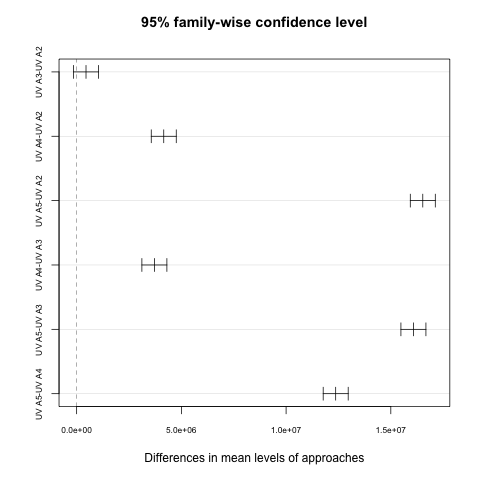 95% family-wise confidence level
UV A3-UV A2
UV A4-UV A2
UV A5-UV A2
UV A4-UV A3
UV A5-UV A3
UV A5-UV A4
0.0e+00 5.0e+06 1.0e+07 1.5e+07
Differences in mean levels of approaches